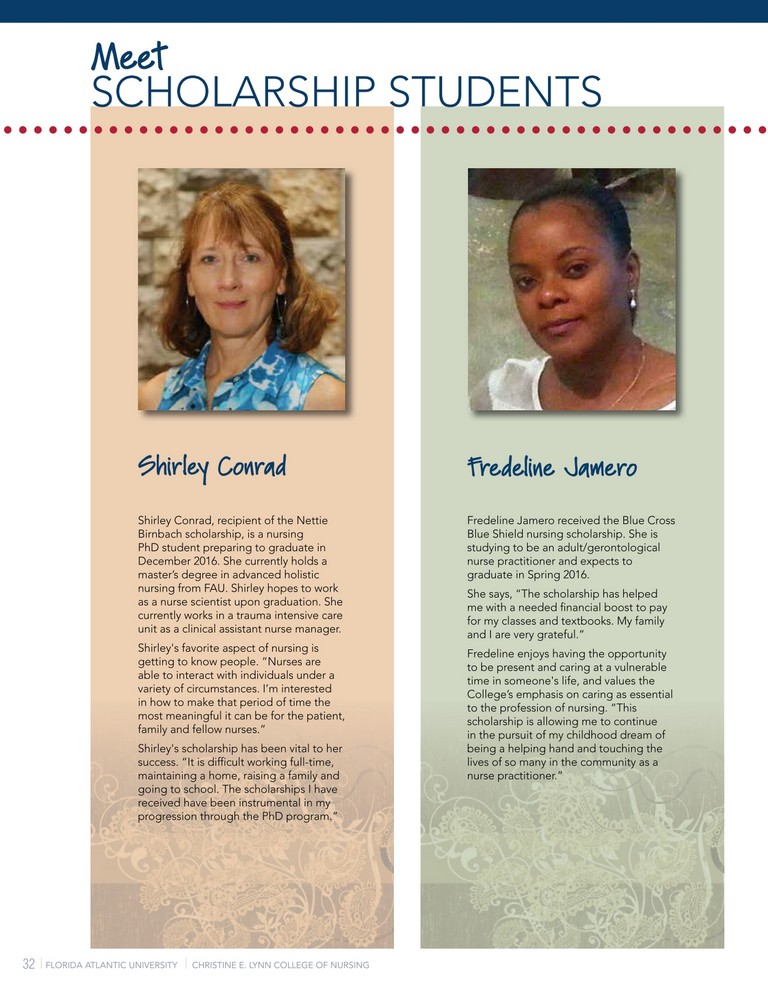 Meet
SCHOLARSHIP STUDENTS
Shirley Conrad
Shirley Conrad, recipient of the Nettie
Birnbach scholarship, is a nursing
PhD student preparing to graduate in
December 2016. She currently holds a
master's degree in advanced holistic
nursing from FAU. Shirley hopes to work
as a nurse scientist upon graduation. She
currently works in a trauma intensive care
unit as a clinical assistant nurse manager.
Shirley's favorite aspect of nursing is
getting to know people. “Nurses are
able to interact with individuals under a
variety of circumstances. I'm interested
in how to make that period of time the
most meaningful it can be for the patient,
family and fellow nurses.”
Shirley's scholarship has been vital to her
success. “It is difficult working full-time,
maintaining a home, raising a family and
going to school. The scholarships I have
received have been instrumental in my
progression through the PhD program.”
Fredeline Jamero
Fredeline Jamero received the Blue Cross
Blue Shield nursing scholarship. She is
studying to be an adult/gerontological
nurse practitioner and expects to
graduate in Spring 2016.
She says, “The scholarship has helped
me with a needed financial boost to pay
for my classes and textbooks. My family
and I are very grateful.”
Fredeline enjoys having the opportunity
to be present and caring at a vulnerable
time in someone's life, and values the
College's emphasis on caring as essential
to the profession of nursing. “This
scholarship is allowing me to continue
in the pursuit of my childhood dream of
being a helping hand and touching the
lives of so many in the community as a
nurse practitioner.”
32 | FLORIDA ATLANTIC UNIVERSITY | CHRISTINE E. LYNN COLLEGE OF NURSING